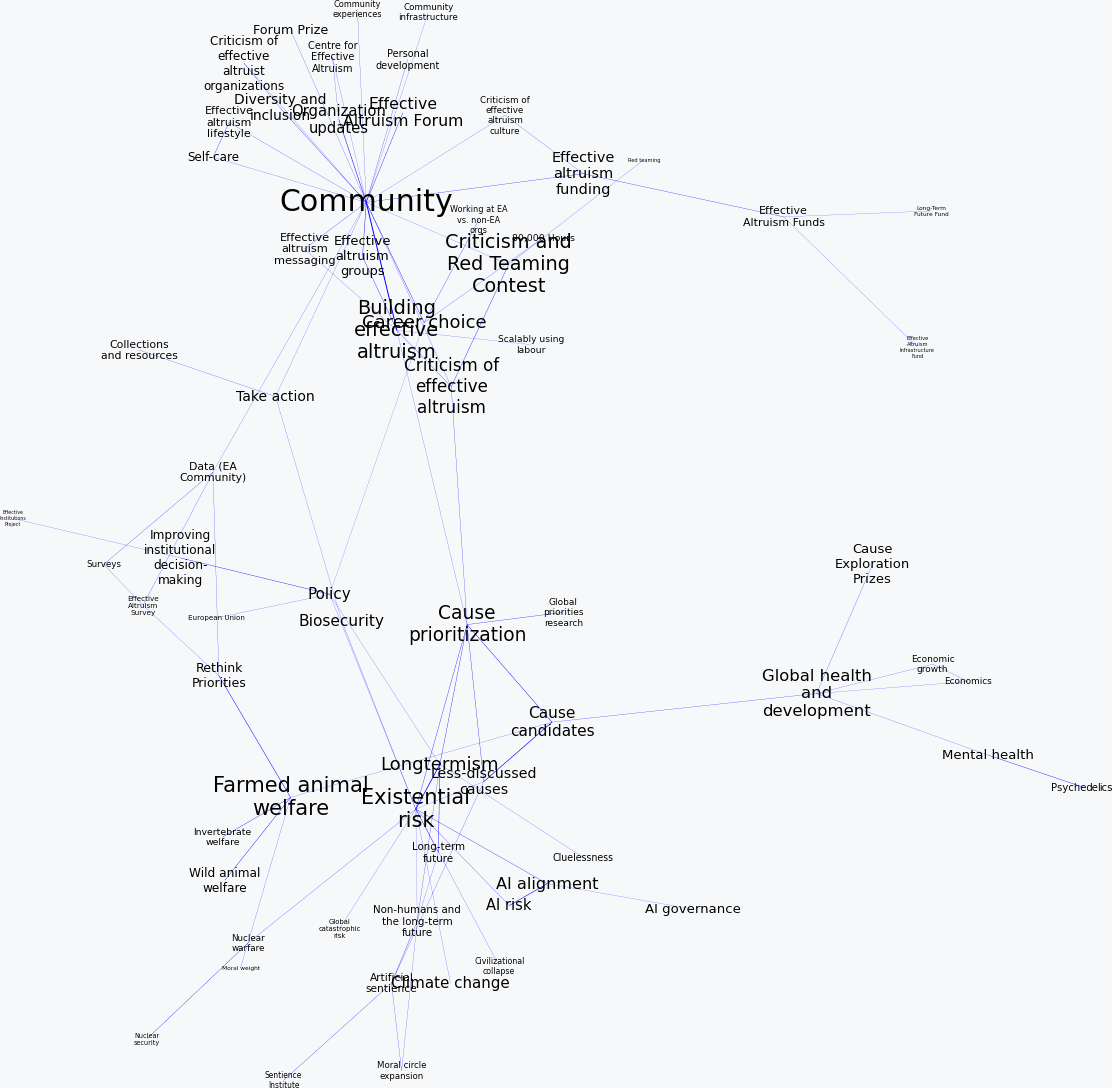 Community
experiences
Community
infrastructure
Forum Prize
Criticism of
effective
altruist
organizations
Centre for
Effective
Altruism
Personal
development
Diversity and
inclusion
Organization
updates
Effective
Altruism Forum
Criticism of
effective
altruism
culture
Effective
altruism
lifestyle
Self-care
Effective
altruism
funding
Red teaming
Community
Working at EA
vs. non-EA
orgs
Effective
Altruism Funds
Long-Term
Future Fund
Effective
altruism
messaging
Effective
altruism
groups
80,000 Hours
Criticism and
Red Teaming
Contest
Building
effective
altruism
Career choice
Scalably using
labour
Effective
Altruism
Infrastructure
Fund
Collections
and resources
Criticism of
effective
altruism
Take action
Data (EA
Community)
Effective
Institutions
Project
Improving
institutional
decision-
making
Surveys
Effective
Altruism
Survey
European Union
Policy
Biosecurity
Cause
prioritization
Global
priorities
research
Cause
Exploration
Prizes
Rethink
Priorities
Global health
and
development
Economic
growth
Economics
Cause
candidates
Mental health
Psychedelics
Longtermism
Less-discussed
causes
Farmed animal
welfare
Existential
risk
Invertebrate
welfare
Long-term
future
Cluelessness
Wild animal
welfare
AI alignment
AI risk
AI governance
Non-humans and
the long-term
future
Global
catastrophic
risk
Nuclear
warfare
Moral weight
Civilizational
collapse
Artificial
sentience
Climate change
Nuclear
security
Sentience
Institute
Moral circle
expansion